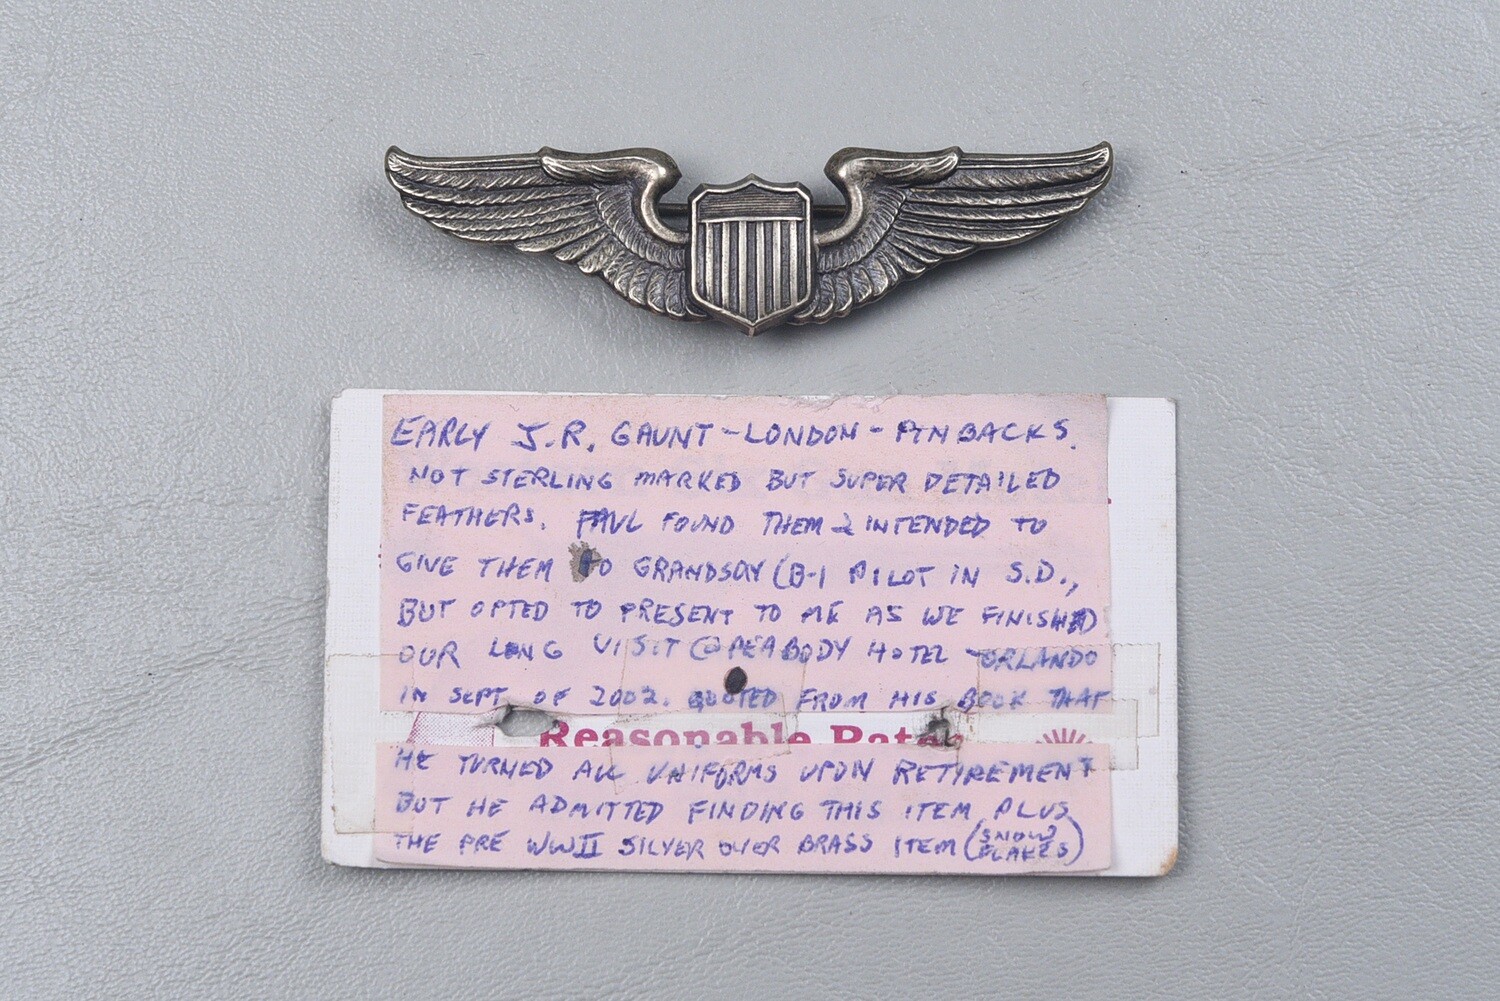 EARLY J.R. GAUNT-LONDON-PINBACKS.
NOT STERLING MARKED BUT SUPER DETAILED
FEATHERS. PAUL FOUND THEM & INTENDED TO
GIVE THEM TO GRANDSON (B-1 PILOT IN S.D.,
BUT OPTED TO PRESENT TO ME AS WE FINISHED
OUR LONG VISIT @ PEABODY HOTEL - ORLANDO
IN SEPT OF 2002. QUOTED FROM HIS BOOK THAT
Reasonable Rates
HE TURNED ALL UNIFORMS UPON RETIREMENT
BUT HE ADMITTED FINDING THIS ITEM PLUS
THE PRE WWII SILVER OVER BRASS ITEM (SNOW FLAKES)